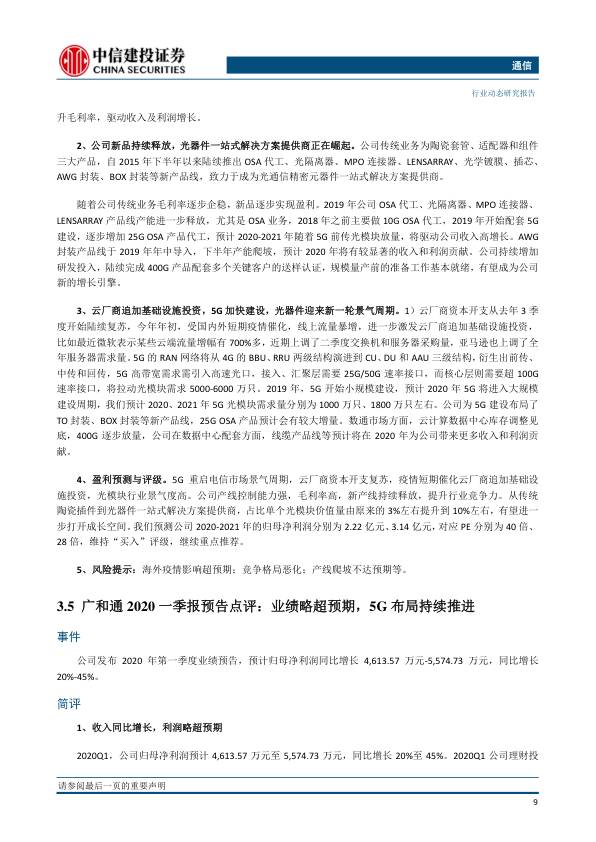 中信建投证券
CHINA SECURITIES
通信
行业动态研究报告
升毛利率，驱动收入及利润增长。
2、公司新品持续释放，光器件一站式解决方案提供商正在崛起。公司传统业务为陶瓷套管、适配器和组件
三大产品，自 2015 年下半年以来陆续推出 OSA 代工、光隔离器、MPO 连接器、LENSARRAY、光学镀膜、插芯、
AWG 封装、BOX 封装等新产品线，致力于成为光通信精密元器件一站式解决方案提供商。
随着公司传统业务毛利率逐步企稳，新品逐步实现盈利。2019 年公司 OSA 代工、光隔离器、MPO 连接器、
LENSARRAY 产品线产能进一步释放，尤其是 OSA 业务，2018 年之前主要做 10G OSA 代工，2019 年开始配套 5G
建设，逐步增加 25G OSA 产品代工，预计 2020-2021 年随着 5G 前传光模块放量，将驱动公司收入高增长。AWG
封装产品线于 2019 年年中导入，下半年产能爬坡，预计 2020 年将有较显著的收入和利润贡献。公司持续增加
研发投入，陆续完成 400G 产品配套多个关键客户的送样认证，规模量产前的准备工作基本就绪，有望成为公司
新的增长引擎。
3、云厂商追加基础设施投资，5G 加快建设，光器件迎来新一轮景气周期。1）云厂商资本开支从去年 3 季
度开始陆续复苏，今年年初，受国内外短期疫情催化，线上流量暴增，进一步激发云厂商追加基础设施投资，
比如最近微软表示某些云端流量增幅有 700%多，近期上调了二季度交换机和服务器采购量，亚马逊也上调了全
年服务器需求量。5G 的 RAN 网络将从 4G 的 BBU、RRU 两级结构演进到 CU、DU 和 AAU 三级结构，衍生出前传、
中传和回传，5G 高带宽需求需引入高速光口，接入、汇聚层需要 25G/50G 速率接口，而核心层则需要超 100G
速率接口，将拉动光模块需求 5000-6000 万只。2019 年，5G 开始小规模建设，预计 2020 年 5G 将进入大规模
建设周期，我们预计 2020、2021 年 5G 光模块需求量分别为 1000 万只、1800 万只左右。公司为 5G 建设布局了
TO 封装、BOX 封装等新产品线，25G OSA 产品预计会有较大增量。数通市场方面，云计算数据中心库存调整见
底，400G 逐步放量，公司在数据中心配套方面，线缆产品线等预计将在 2020 年为公司带来更多收入和利润贡
献。
4、盈利预测与评级。5G 重启电信市场景气周期，云厂商资本开支复苏，疫情短期催化云厂商追加基础设
施投资，光模块行业景气度高。公司产线控制能力强，毛利率高，新产线持续释放，提升行业竞争力。从传统
陶瓷插件到光器件一站式解决方案提供商，占比单个光模块价值量由原来的 3%左右提升到 10%左右，有望进一
步打开成长空间。我们预测公司 2020-2021 年的归母净利润分别为 2.22 亿元、3.14 亿元，对应 PE 分别为 40 倍、
28 倍，维持“买入”评级，继续重点推荐。
5、风险提示：海外疫情影响超预期；竞争格局恶化；产线爬坡不达预期等。
3.5 广和通 2020 一季报预告点评：业绩略超预期，5G 布局持续推进
事件
公司发布 2020 年第一季度业绩预告，预计归母净利润同比增长 4,613.57 万元-5,574.73 万元，同比增长
20%-45%。
简评
1、收入同比增长，利润略超预期
2020Q1，公司归母净利润预计 4,613.57 万元至 5,574.73 万元，同比增长 20%至 45%。2020Q1 公司理财投
请参阅最后一页的重要声明
9